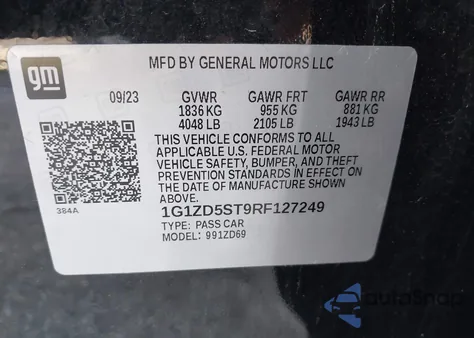 gm
MFD BY GENERAL MOTORS LLC
09/23 GVWR GAWR FRT GAWR RR
1836 KG 955 KG 881 KG
4048 LB 2105 LB 1943 LB
THIS VEHICLE CONFORMS TO ALL
APPLICABLE U.S. FEDERAL MOTOR
VEHICLE SAFETY, BUMPER, AND THEFT
PREVENTION STANDARDS IN EFFECT ON
THE DATE OF MANUFACTURE SHOWN
ABOVE.
384A
1G1ZD5ST9RF127249
TYPE: PASS CAR
MODEL: 991ZD69
autoSnap